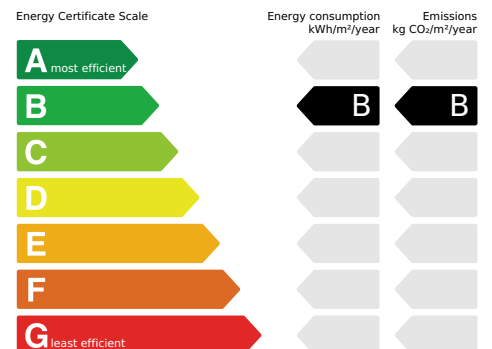 Energy Certificate Scale
Energy consumption
kWh/m²/year
Emissions
kg CO₂/m²/year
A most efficient
B
B
B
C
D
E
F
G least efficient